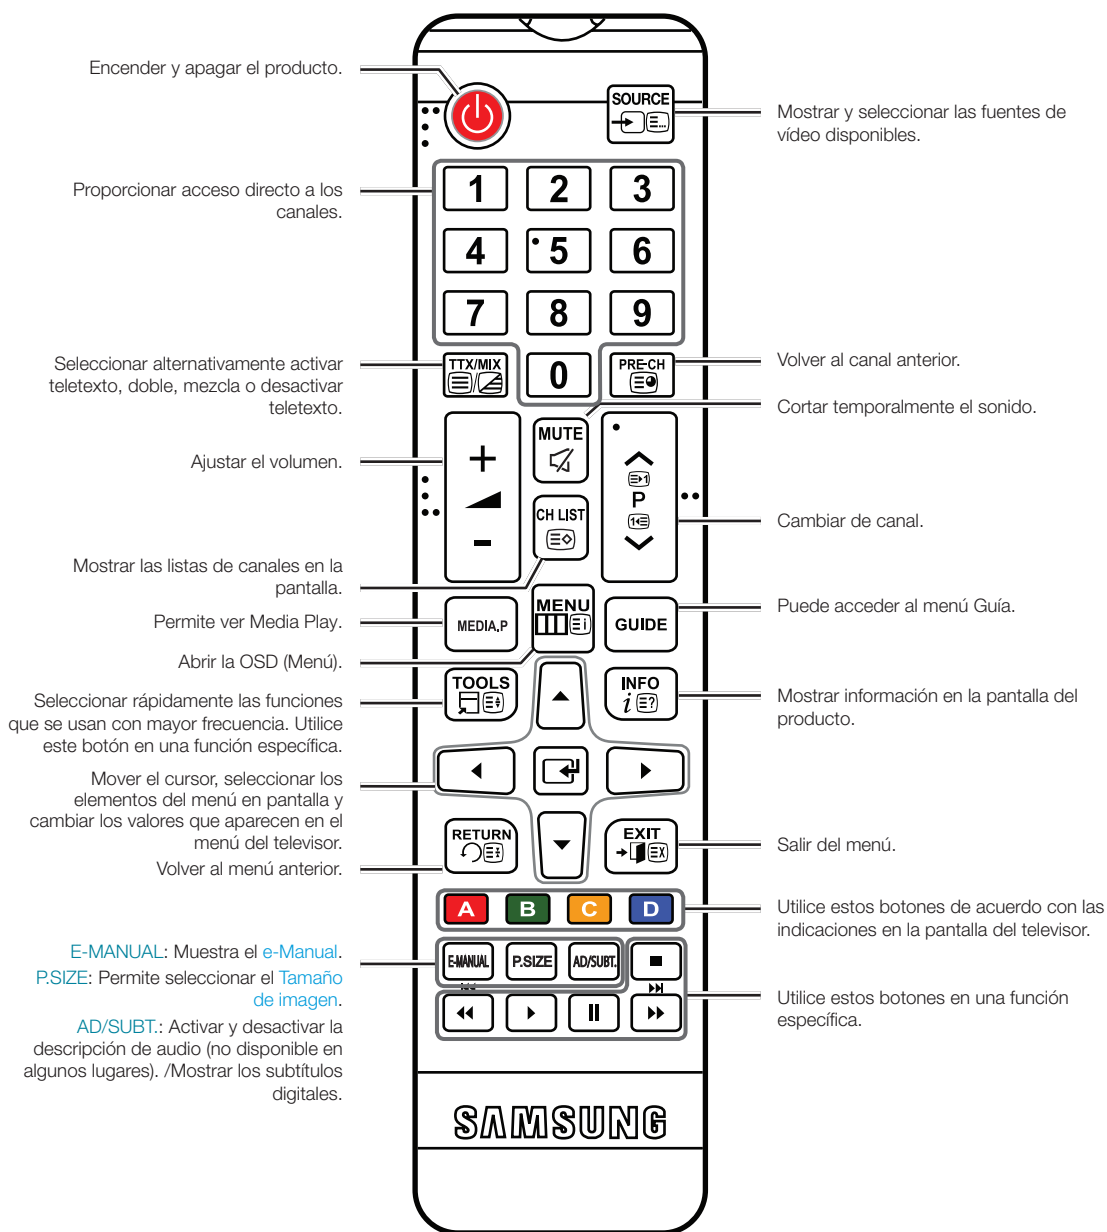 Encender y apagar el producto.
SOURCE
Mostrar y seleccionar las fuentes de
vídeo disponibles.
Proporcionar acceso directo a los
canales.
1 2 3
4 5 6
7 8 9
0
Seleccionar alternativamente activar
teletexto, doble, mezcla o desactivar
teletexto.
TTX/MIX
PRE-CH
Volver al canal anterior.
Cortar temporalmente el sonido.
MUTE
Ajustar el volumen.
+
-
P
CH LIST
Cambiar de canal.
Mostrar las listas de canales en la
pantalla.
Permite ver Media Play.
MEDIA.P
MENU
GUIDE
Puede acceder al menú Guía.
Abrir la OSD (Menú).
TOOLS
INFO
Seleccionar rápidamente las funciones
que se usan con mayor frecuencia. Utilice
este botón en una función específica.
Mostrar información en la pantalla del
producto.
Mover el cursor, seleccionar los
elementos del menú en pantalla y
cambiar los valores que aparecen en el
menú del televisor.
RETURN
EXIT
Volver al menú anterior.
Salir del menú.
A B C D
Utilice estos botones de acuerdo con las
indicaciones en la pantalla del televisor.
E-MANUAL: Muestra el e-Manual.
P.SIZE: Permite seleccionar el Tamaño
de imagen.
AD/SUBT.: Activar y desactivar la
descripción de audio (no disponible en
algunos lugares). /Mostrar los subtítulos
digitales.
E-MANUAL P.SIZE AD/SUBT.
Utilice estos botones en una función
específica.
SAMSUNG